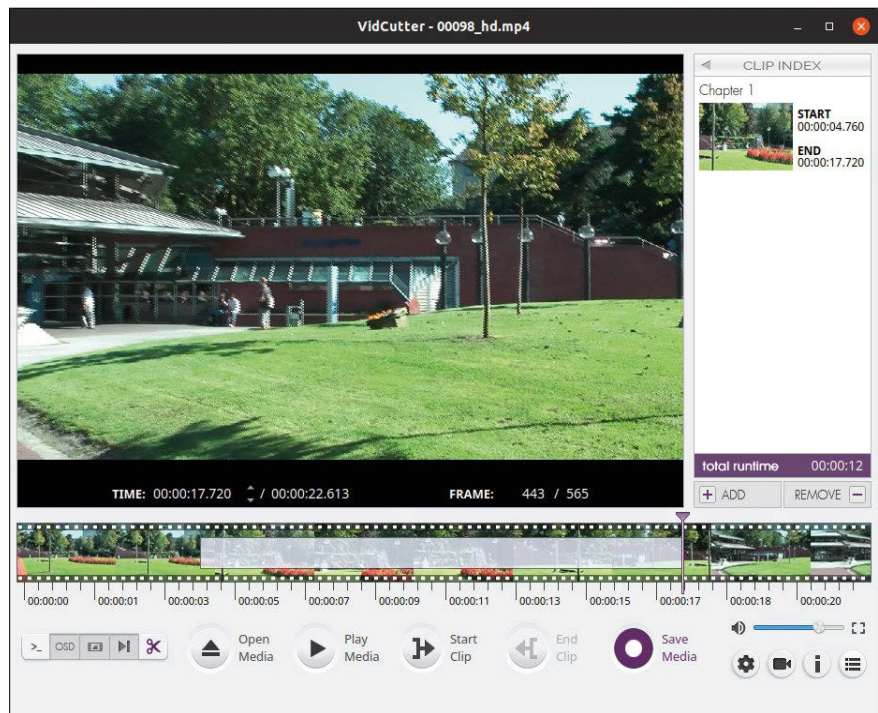 VidCutter - 00098_hd.mp4
CLIP INDEX
Chapter 1
START
00:00:04.760
END
00:00:17.720
total runtime 00:00:12
TIME: 00:00:17.720 / 00:00:22.613 FRAME: 443 / 565
ADD REMOVE
00:00:00 00:00:01 00:00:03 00:00:05 00:00:07 00:00:09 00:00:11 00:00:13 00:00:15 00:00:17 00:00:18 00:00:20
>_ OSD
Open
Media
Play
Media
Start
Clip
End
Clip
Save
Media